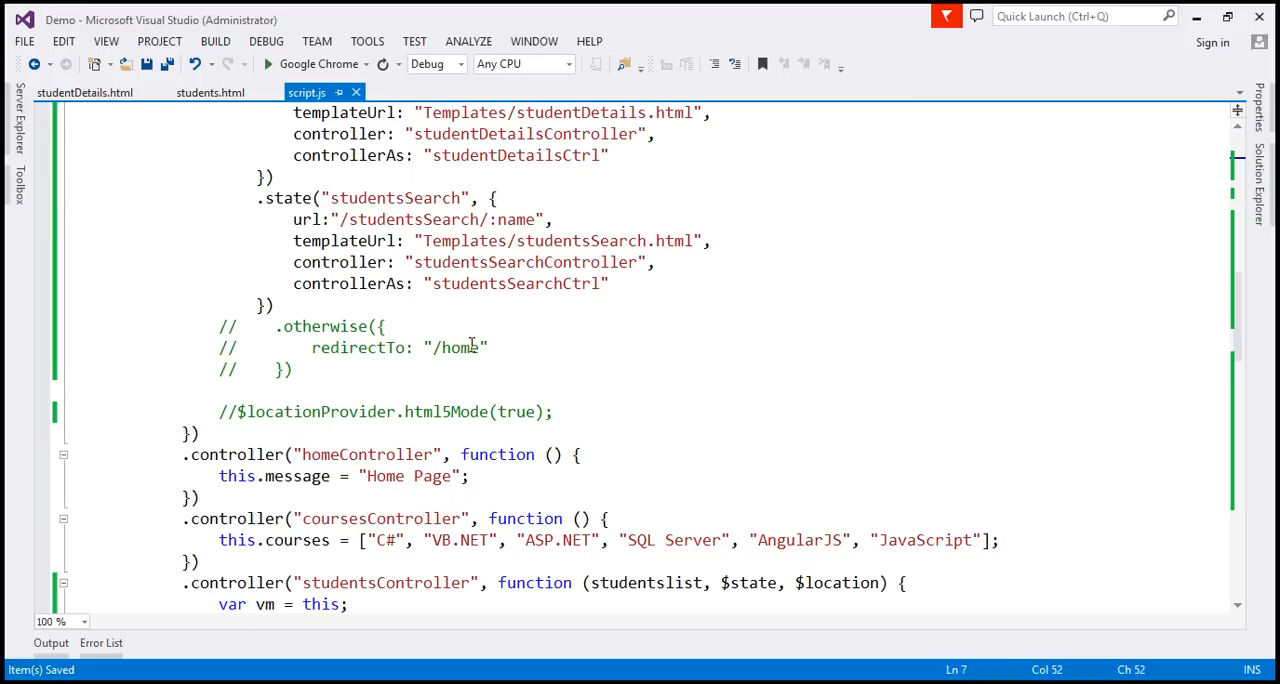 Demo - Microsoft Visual Studio (Administrator)
Quick Launch (Ctrl+Q)
FILE EDIT VIEW PROJECT BUILD DEBUG TEAM TOOLS TEST ANALYZE WINDOW HELP
Sign in
Google Chrome Debug Any CPU
studentDetails.html students.html script.js
Server Explorer
Toolbox
Properties
Solution Explorer
templateUrl: "Templates/studentDetails.html",
controller: "studentDetailsController",
controllerAs: "studentDetailsCtrl"
})
.state("studentsSearch", {
url:"/studentsSearch/:name",
templateUrl: "Templates/studentsSearch.html",
controller: "studentsSearchController",
controllerAs: "studentsSearchCtrl"
})
// .otherwise({
// redirectTo: "/home"
// })
//$locationProvider.html5Mode(true);
})
.controller("homeController", function () {
this.message = "Home Page";
})
.controller("coursesController", function () {
this.courses = ["C#", "VB.NET", "ASP.NET", "SQL Server", "AngularJS", "JavaScript"];
})
.controller("studentsController", function (studentslist, $state, $location) {
var vm = this;
100 %
Output Error List
Item(s) Saved Ln 7 Col 52 Ch 52 INS